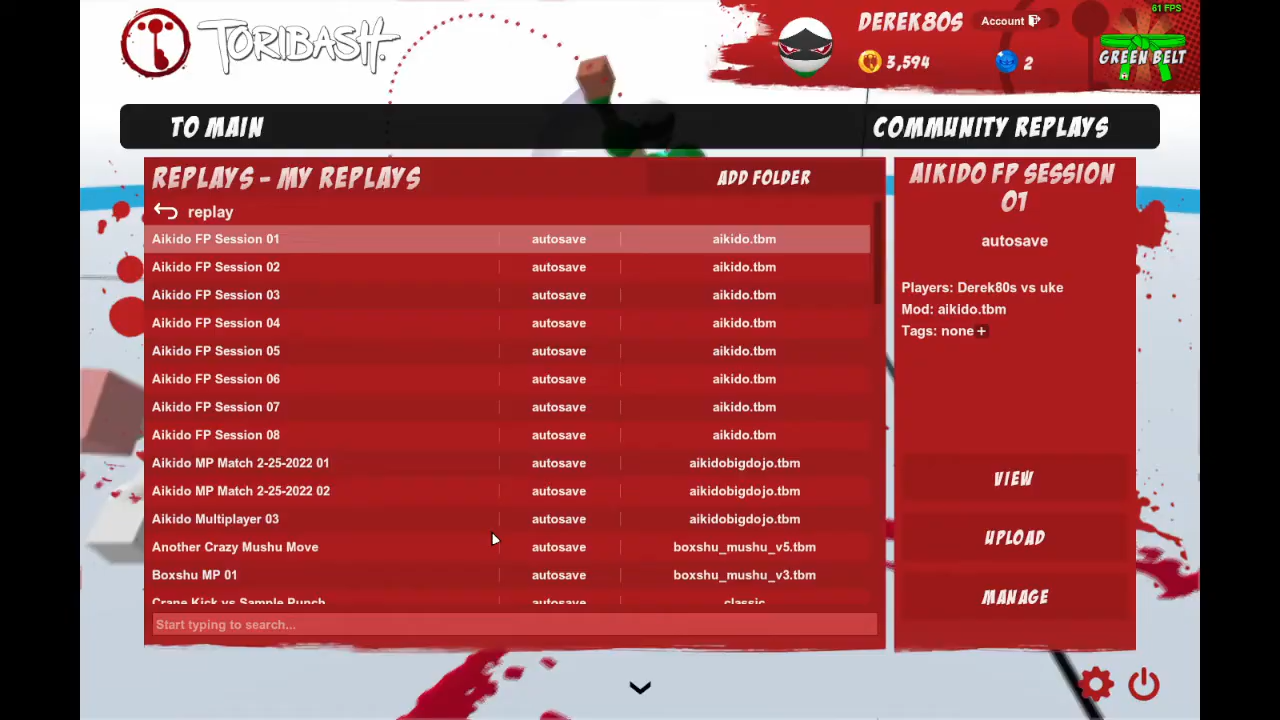 61 FPS
TORIBASH.
DEREK80S
Account
3,594
2
GREEN BELT
TO MAIN
COMMUNITY REPLAYS
REPLAYS - MY REPLAYS
ADD FOLDER
replay
Aikido FP Session 01 autosave aikido.tbm
Aikido FP Session 02 autosave aikido.tbm
Aikido FP Session 03 autosave aikido.tbm
Aikido FP Session 04 autosave aikido.tbm
Aikido FP Session 05 autosave aikido.tbm
Aikido FP Session 06 autosave aikido.tbm
Aikido FP Session 07 autosave aikido.tbm
Aikido FP Session 08 autosave aikido.tbm
Aikido MP Match 2-25-2022 01 autosave aikidobigdojo.tbm
Aikido MP Match 2-25-2022 02 autosave aikidobigdojo.tbm
Aikido Multiplayer 03 autosave aikidobigdojo.tbm
Another Crazy Mushu Move autosave boxshu_mushu_v5.tbm
Boxshu MP 01 autosave boxshu_mushu_v3.tbm
Crane Kick vs Sample Punch autosave classic
Start typing to search...
AIKIDO FP SESSION
01
autosave
Players: Derek80s vs uke
Mod: aikido.tbm
Tags: none+
VIEW
UPLOAD
MANAGE